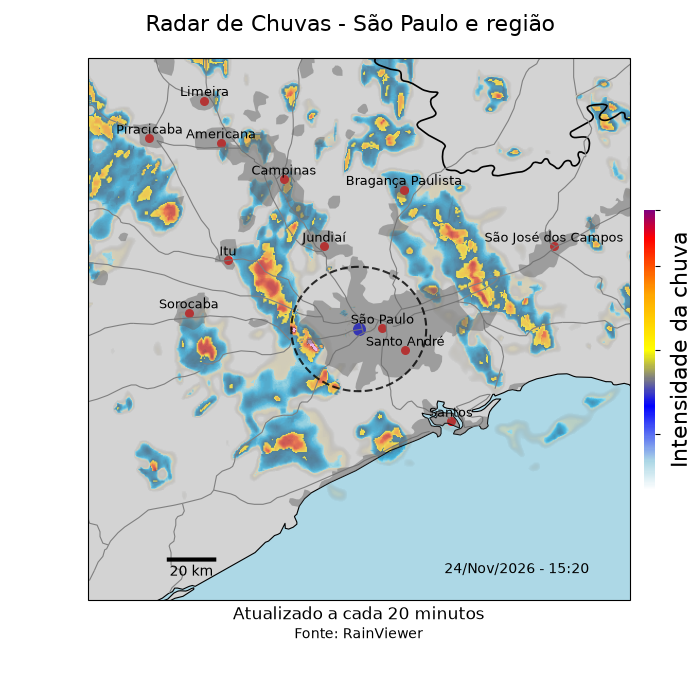 Radar de Chuvas - São Paulo e região
Limeira
Piracicaba
Americana
Campinas
Bragança Paulista
Itu
Jundiaí
São José dos Campos
Sorocaba
São Paulo
Santo André
Santos
20 km
24/Nov/2026 - 15:20
Intensidade da chuva
Atualizado a cada 20 minutos
Fonte: RainViewer